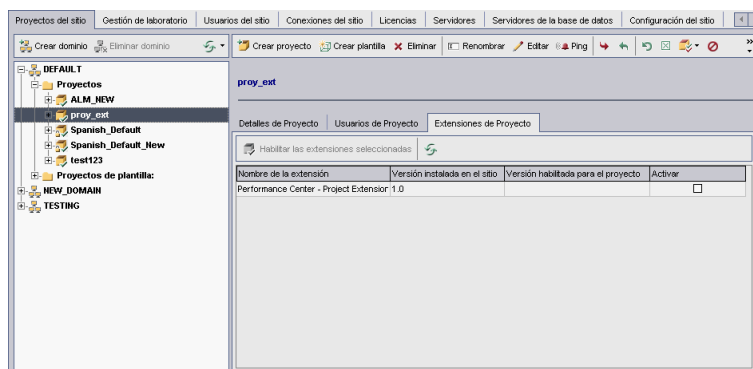 Proyectos del sitio Gestión de laboratorio Usuarios del sitio Conexiones del sitio Licencias Servidores Servidores de la base de datos Configuración del sitio
Crear dominio Eliminar dominio
Crear proyecto Crear plantilla Eliminar Renombrar Editar Ping
DEFAULT
Proyectos
ALM_NEW
proy_ext
Spanish_Default
Spanish_Default_New
test123
Proyectos de plantilla:
NEW_DOMAIN
TESTING
proy_ext
Detalles de Proyecto Usuarios de Proyecto Extensiones de Proyecto
Habilitar las extensiones seleccionadas
Nombre de la extensión Versión instalada en el sitio Versión habilitada para el proyecto Activar
Performance Center - Project Extension 1.0